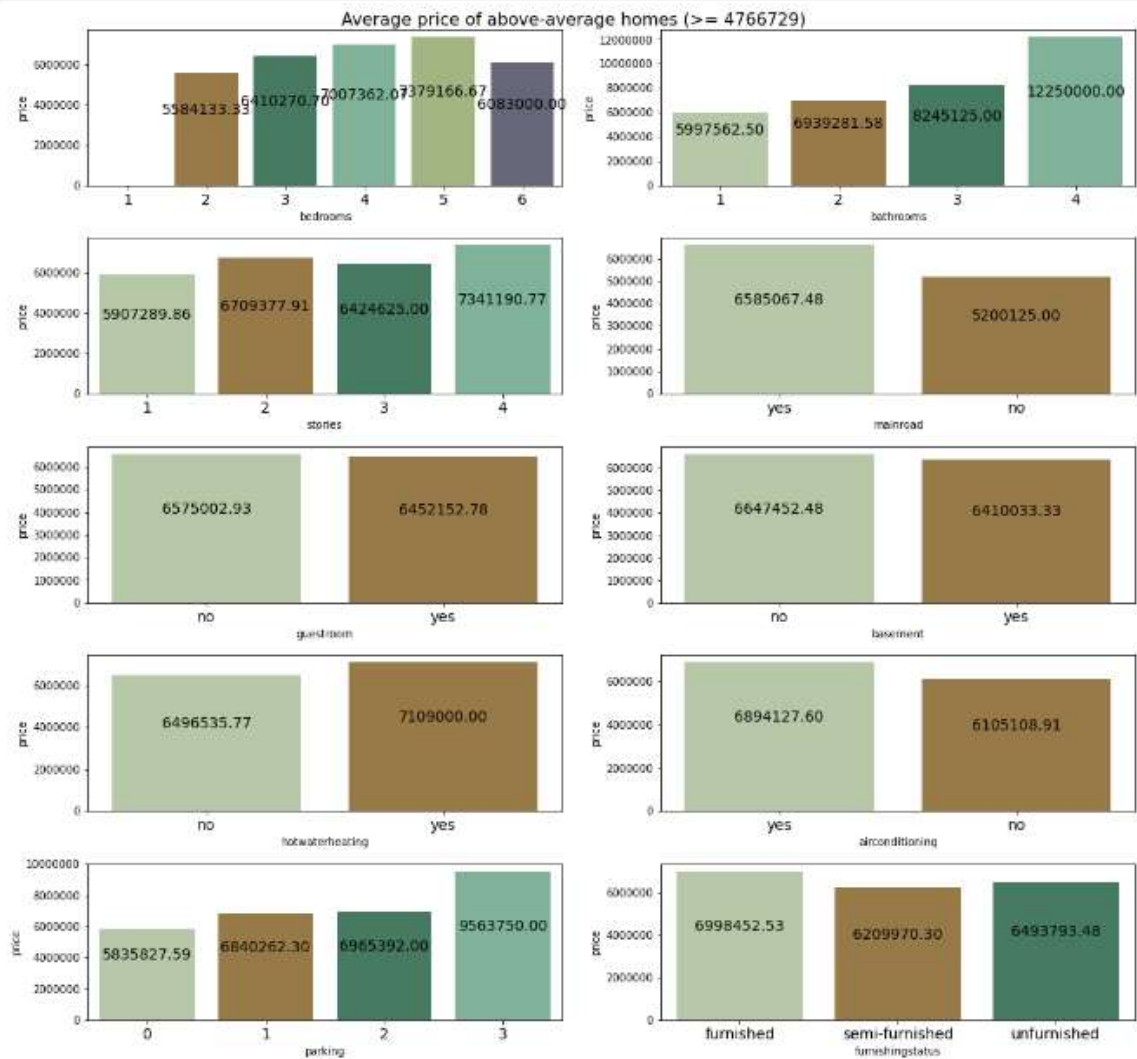 Average price of above-average homes (>= 4766729)
price
6000000
4000000
2000000
0
5584133.33
6410270.70
7007362.07
7379166.67
6083000.00
1 2 3 4 5 6
bedrooms
price
12000000
10000000
8000000
6000000
4000000
2000000
0
5997562.50
6939281.58
8245125.00
12250000.00
1 2 3 4
bathrooms
price
6000000
4000000
2000000
0
5907289.86
6709377.91
6424625.00
7341190.77
1 2 3 4
stories
price
6000000
5000000
4000000
3000000
2000000
1000000
0
6585067.48
5200125.00
yes no
mainroad
price
6000000
5000000
4000000
3000000
2000000
1000000
0
6575002.93
6452152.78
no yes
guestroom
price
6000000
5000000
4000000
3000000
2000000
1000000
0
6647452.48
6410033.33
no yes
basement
price
6000000
4000000
2000000
0
6496535.77
7109000.00
no yes
hotwaterheating
price
6000000
4000000
2000000
0
6894127.60
6105108.91
yes no
airconditioning
price
10000000
8000000
6000000
4000000
2000000
0
5835827.59
6840262.30
6965392.00
9563750.00
0 1 2 3
parking
price
6000000
4000000
2000000
0
6998452.53
6209970.30
6493793.48
furnished semi-furnished unfurnished
furnishingstatus